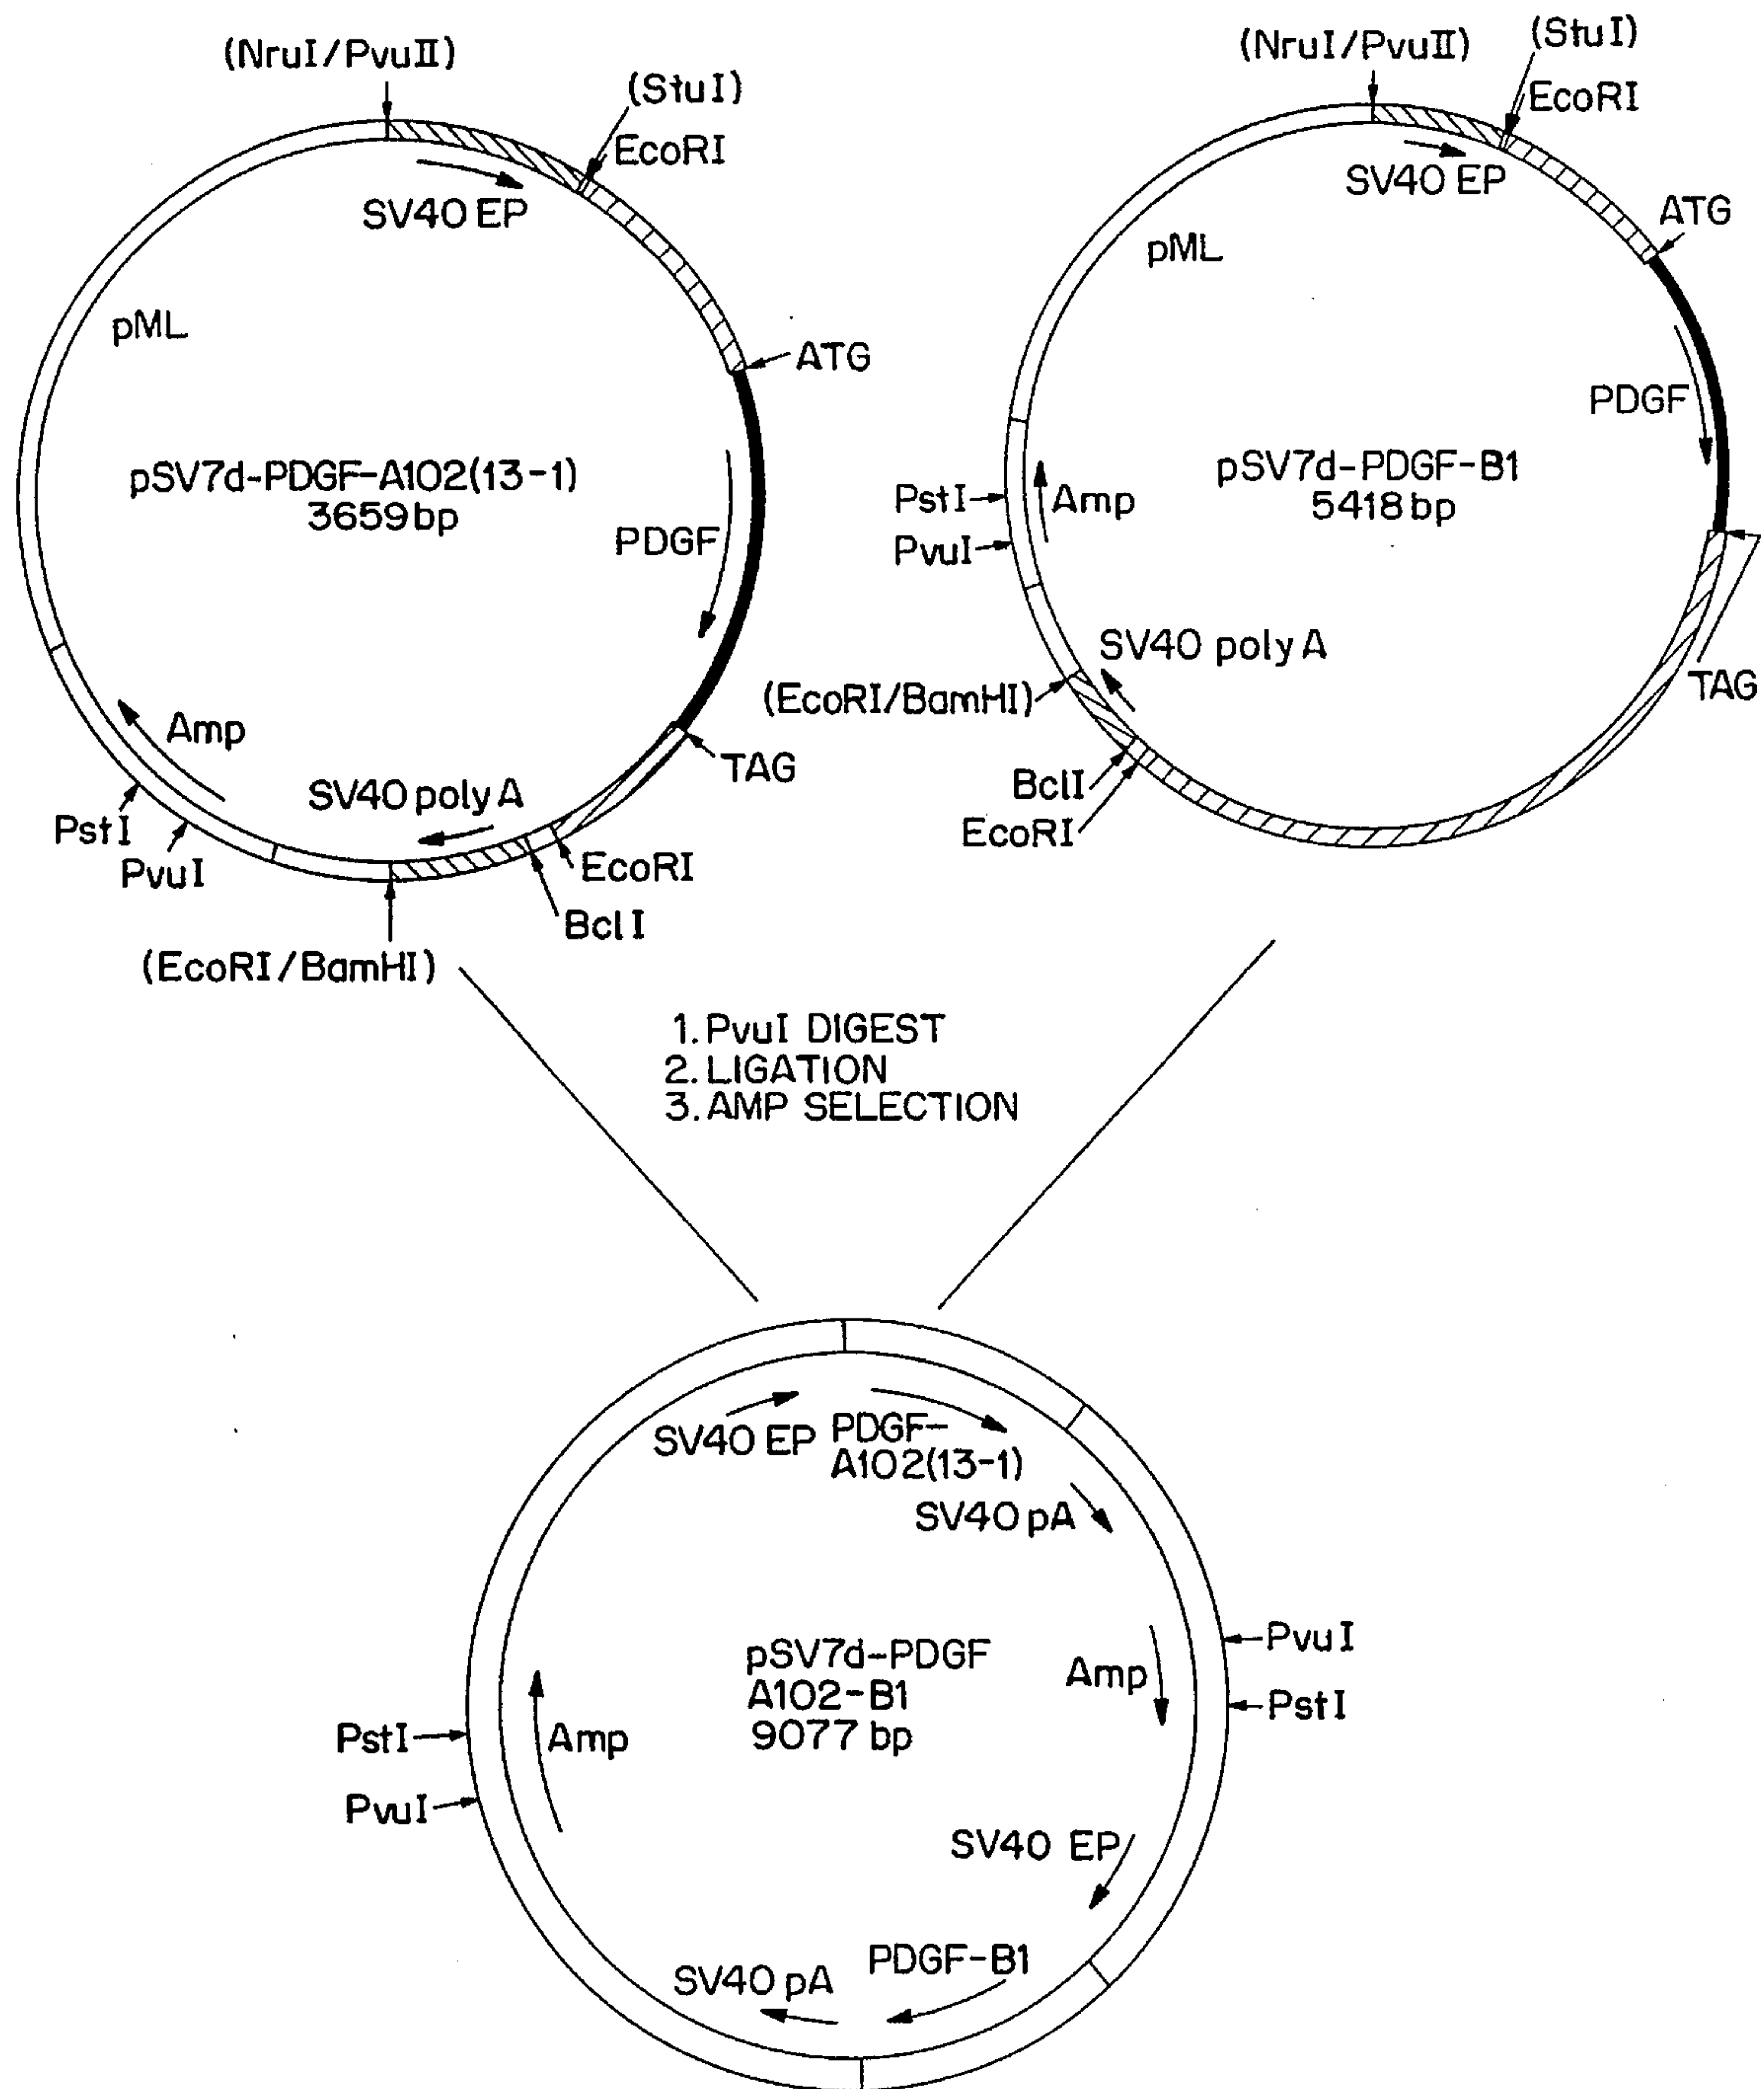 (NruI/PvuII)
(StuI)
EcoRI
SV40 EP
pML
ATG
pSV7d-PDGF-A102(13-1)
3659bp
PDGF
Amp
TAG
SV40 polyA
PstI
PvuI
EcoRI
BclI
(EcoRI/BamHI)
(NruI/PvuII)
(StuI)
EcoRI
SV40 EP
ATG
pML
PDGF
pSV7d-PDGF-B1
5418bp
PstI
Amp
PvuI
SV40 polyA
(EcoRI/BamHI)
TAG
BclI
EcoRI
1. PvuI DIGEST
2. LIGATION
3. AMP SELECTION
SV40 EP
PDGF-
A102(13-1)
SV40 pA
PvuI
Amp
PstI
pSV7d-PDGF
A102-B1
9077 bp
PstI
Amp
PvuI
SV40 EP
PDGF-B1
SV40 pA